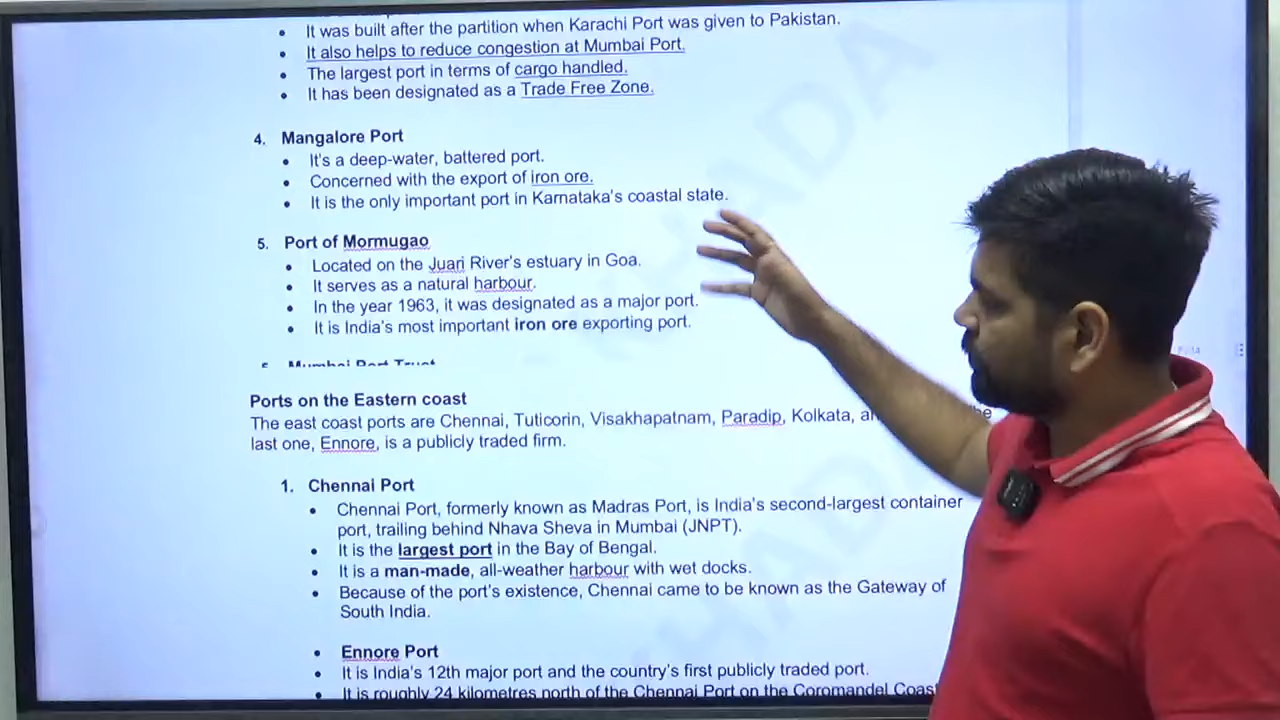 It was built after the partition when Karachi Port was given to Pakistan.
It also helps to reduce congestion at Mumbai Port.
The largest port in terms of cargo handled.
It has been designated as a Trade Free Zone.
4. Mangalore Port
It's a deep-water, battered port.
Concerned with the export of iron ore.
It is the only important port in Karnataka's coastal state.
5. Port of Mormugao
Located on the Juari River's estuary in Goa.
It serves as a natural harbour.
In the year 1963, it was designated as a major port.
It is India's most important iron ore exporting port.
Mumbai Port Trust
Ports on the Eastern coast
The east coast ports are Chennai, Tuticorin, Visakhapatnam, Paradip, Kolkata,
last one, Ennore, is a publicly traded firm.
1. Chennai Port
Chennai Port, formerly known as Madras Port, is India's second-largest container
port, trailing behind Nhava Sheva in Mumbai (JNPT).
It is the largest port in the Bay of Bengal.
It is a man-made, all-weather harbour with wet docks.
Because of the port's existence, Chennai came to be known as the Gateway of
South India.
Ennore Port
It is India's 12th major port and the country's first publicly traded port.
It is roughly 24 kilometres north of the Chennai Port on the Coromandel Coast